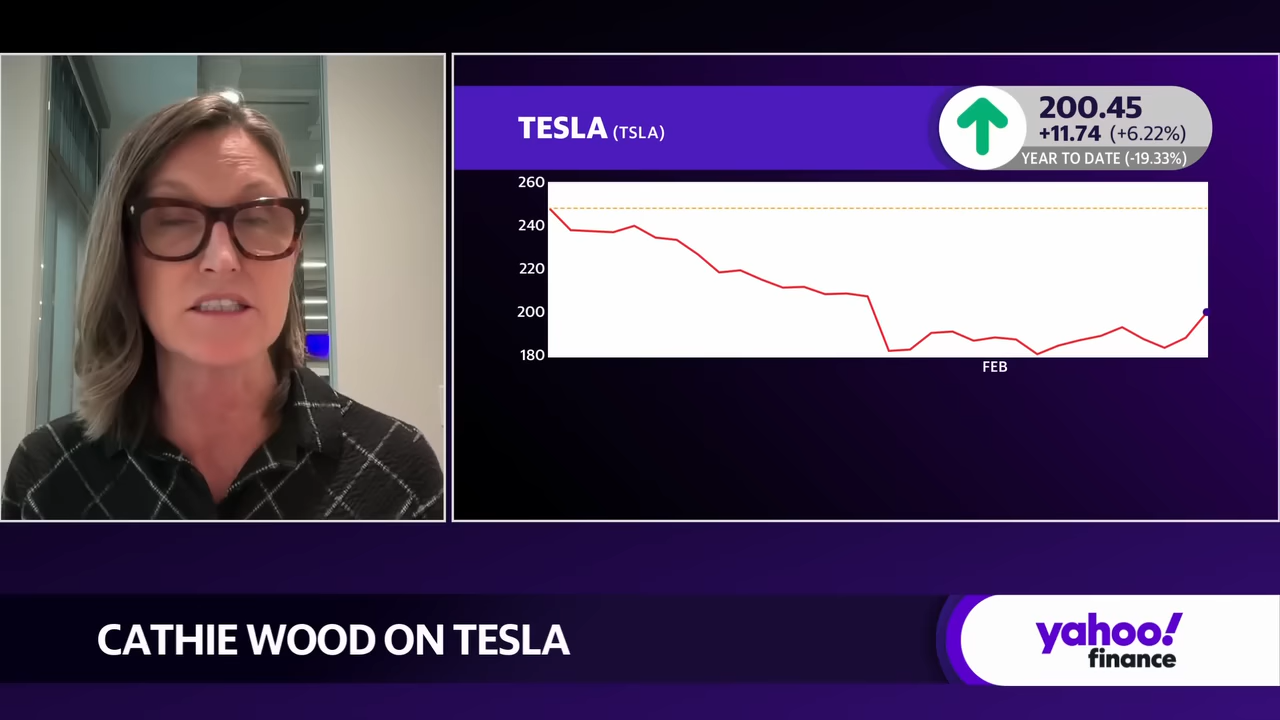 TESLA (TSLA)
200.45
+11.74 (+6.22%)
YEAR TO DATE (-19.33%)
260
240
220
200
180
FEB
CATHIE WOOD ON TESLA
yahoo!
finance